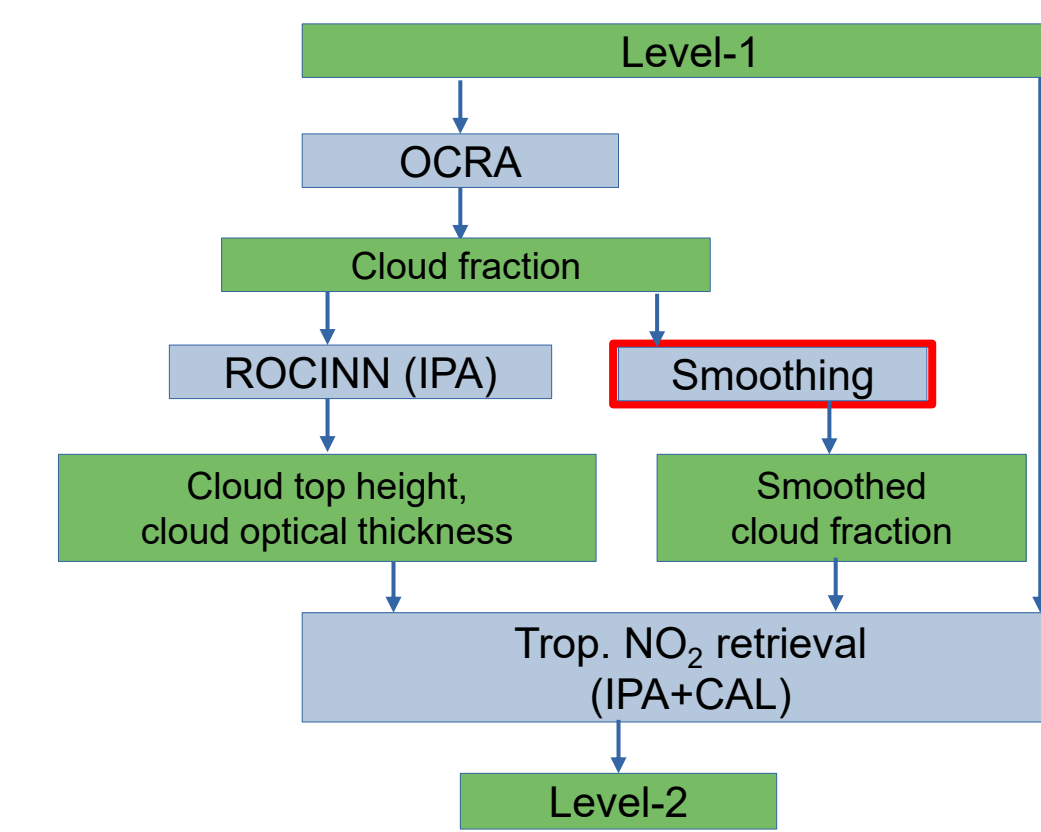 Level-1
OCRA
Cloud fraction
ROCINN (IPA)
Smoothing
Cloud top height,
cloud optical thickness
Smoothed
cloud fraction
Trop. NO₂ retrieval
(IPA+CAL)
Level-2